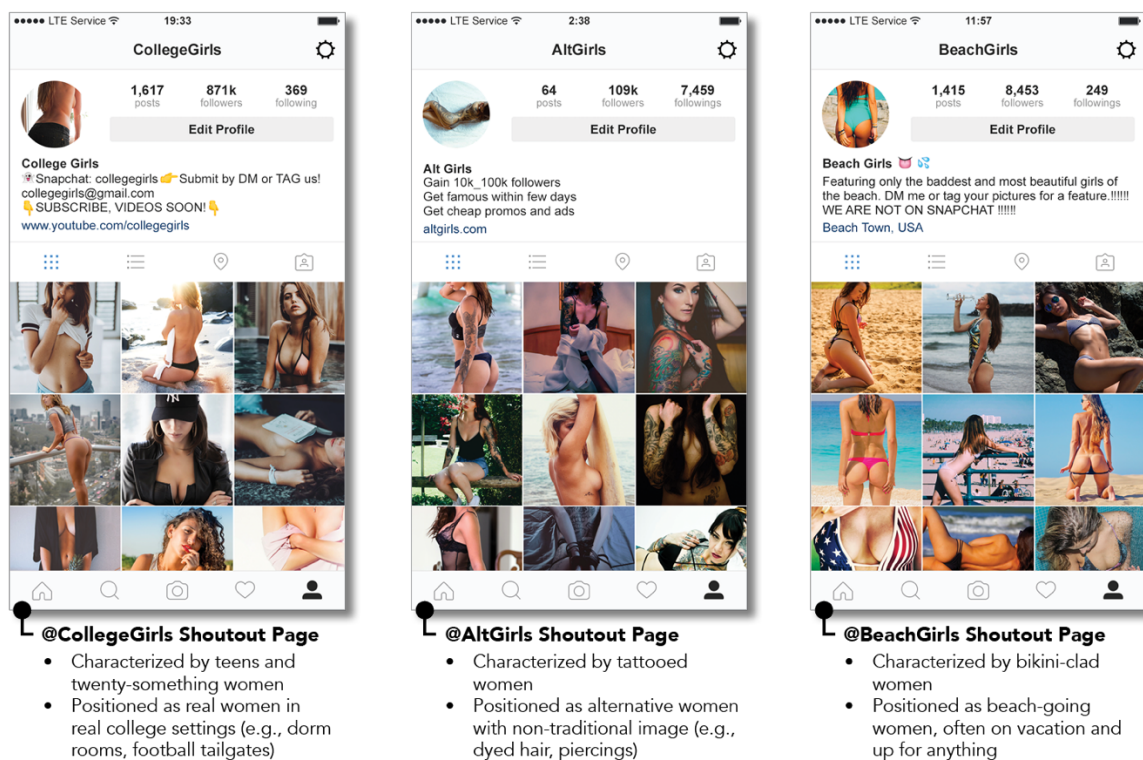 LTE Service 19:33
CollegeGirls
1,617 871k 369
posts followers following
Edit Profile
College Girls
Snapchat: collegegirls 👉Submit by DM or TAG us!
collegegirls@gmail.com
👇SUBSCRIBE, VIDEOS SOON!👇
www.youtube.com/collegegirls
@CollegeGirls Shoutout Page
• Characterized by teens and
twenty-something women
• Positioned as real women in
real college settings (e.g., dorm
rooms, football tailgates)
LTE Service 2:38
AltGirls
64 109k 7,459
posts followers followings
Edit Profile
Alt Girls
Gain 10k_100k followers
Get famous within few days
Get cheap promos and ads
altgirls.com
@AltGirls Shoutout Page
• Characterized by tattooed
women
• Positioned as alternative women
with non-traditional image (e.g.,
dyed hair, piercings)
LTE Service 11:57
BeachGirls
1,415 8,453 249
posts followers followings
Edit Profile
Beach Girls 👅 💦
Featuring only the baddest and most beautiful girls of
the beach. DM me or tag your pictures for a feature.!!!!!!
WE ARE NOT ON SNAPCHAT !!!!!!
Beach Town, USA
@BeachGirls Shoutout Page
• Characterized by bikini-clad
women
• Positioned as beach-going
women, often on vacation and
up for anything